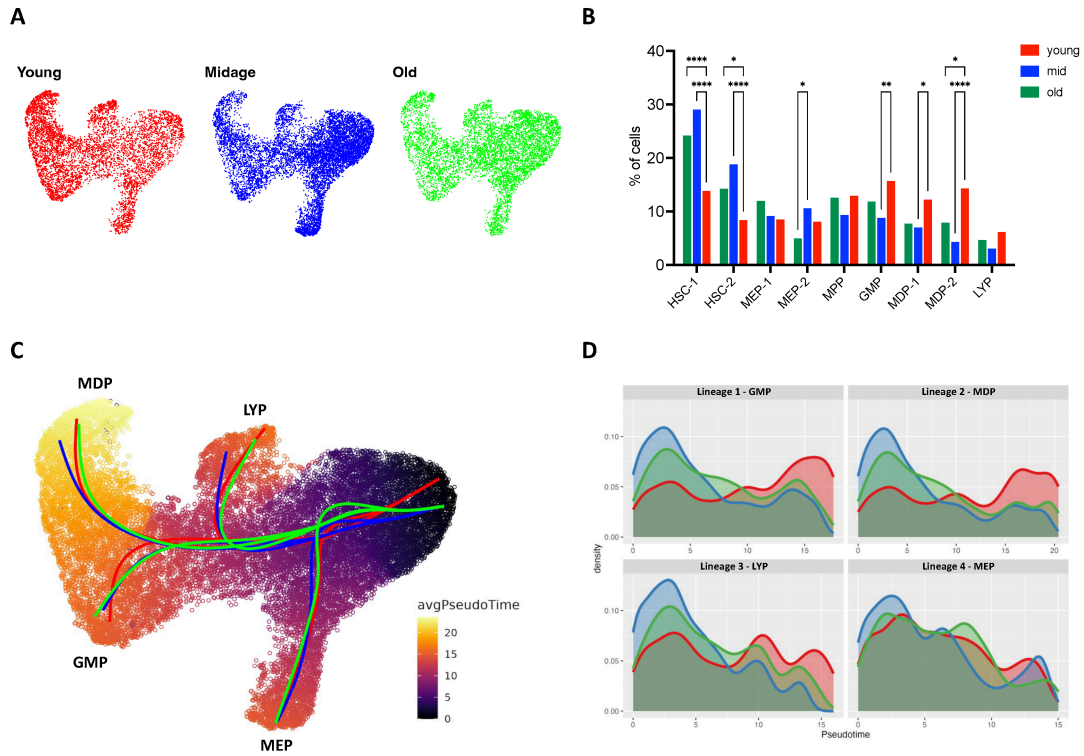 A
Young
Midage
Old
B
% of cells
40
30
20
10
0
**** * * ** * *
**** **** ****
young
mid
old
HSC-1
HSC-2
MEP-1
MEP-2
MPP
GMP
MDP-1
MDP-2
LYP
C
MDP
LYP
GMP
MEP
avgPseudoTime
20
15
10
5
0
D
Lineage 1 - GMP
Lineage 2 - MDP
0.10
0.05
0.00
0 5 10 15
0 5 10 15 20
density
Lineage 3 - LYP
Lineage 4 - MEP
0.10
0.05
0.00
0 5 10 15
0 5 10 15
Pseudotime